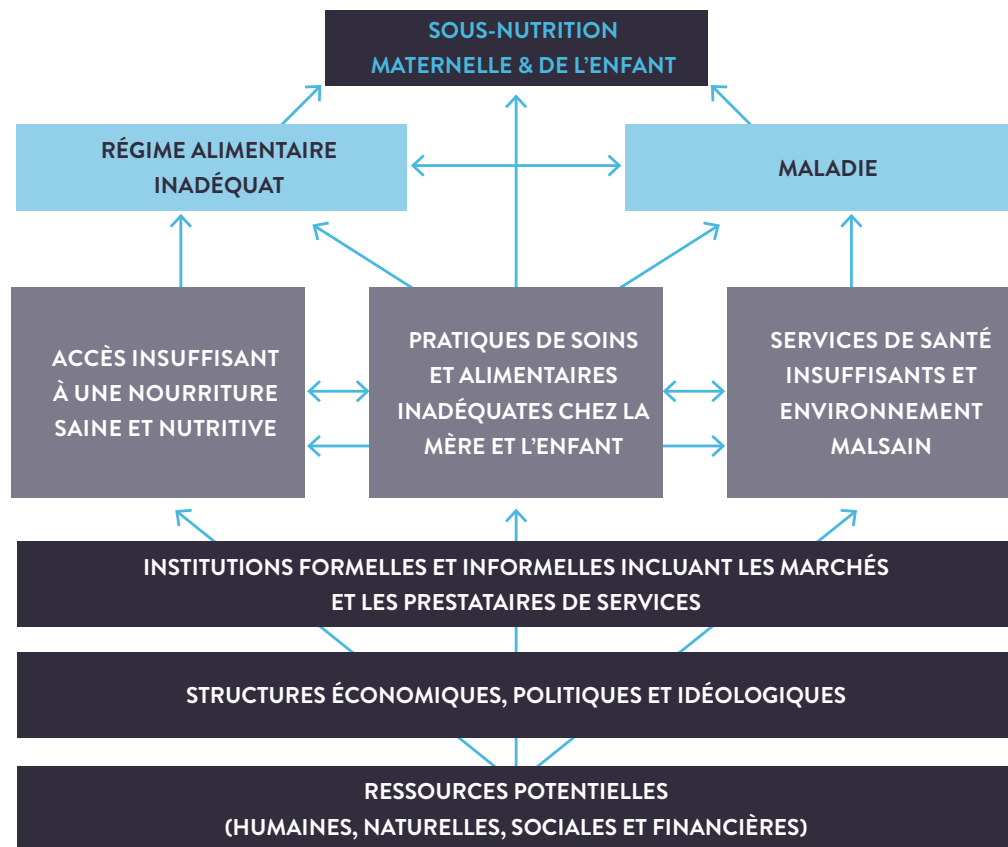 SOUS-NUTRITION
MATERNELLE & DE L'ENFANT
RÉGIME ALIMENTAIRE
INADÉQUAT
MALADIE
ACCÈS INSUFFISANT
À UNE NOURRITURE
SAINE ET NUTRITIVE
PRATIQUES DE SOINS
ET ALIMENTAIRES
INADÉQUATES CHEZ LA
MÈRE ET L'ENFANT
SERVICES DE SANTÉ
INSUFFISANTS ET
ENVIRONNEMENT
MALSAIN
INSTITUTIONS FORMELLES ET INFORMELLES INCLUANT LES MARCHÉS
ET LES PRESTATAIRES DE SERVICES
STRUCTURES ÉCONOMIQUES, POLITIQUES ET IDÉOLOGIQUES
RESSOURCES POTENTIELLES
(HUMAINES, NATURELLES, SOCIALES ET FINANCIÈRES)